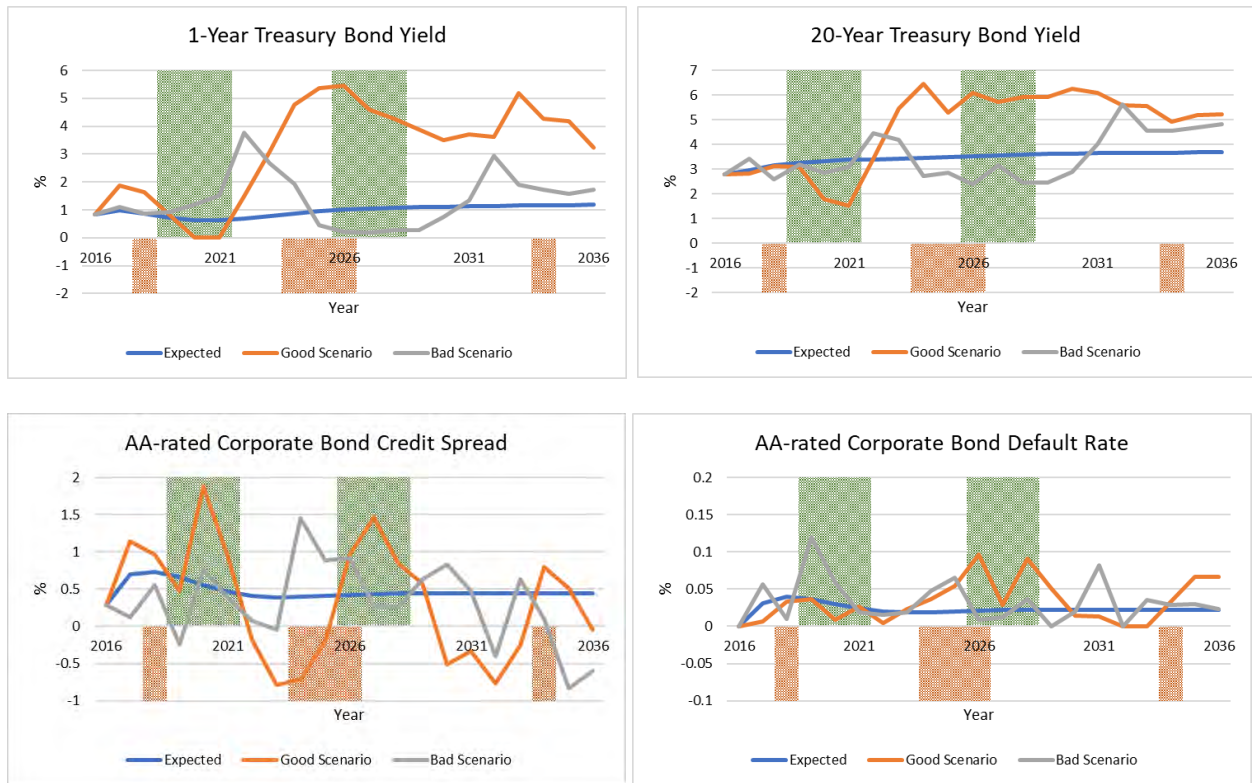 1-Year Treasury Bond Yield
6
5
4
3
2
1
0
-1
-2
%
2016 2021 2026 2031 2036
Year
Expected Good Scenario Bad Scenario
20-Year Treasury Bond Yield
7
6
5
4
3
2
1
0
-1
-2
%
2016 2021 2026 2031 2036
Year
Expected Good Scenario Bad Scenario
AA-rated Corporate Bond Credit Spread
2
1.5
1
0.5
0
-0.5
-1
%
2016 2021 2026 2031 2036
Year
Expected Good Scenario Bad Scenario
AA-rated Corporate Bond Default Rate
0.2
0.15
0.1
0.05
0
-0.05
-0.1
%
2016 2021 2026 2031 2036
Year
Expected Good Scenario Bad Scenario